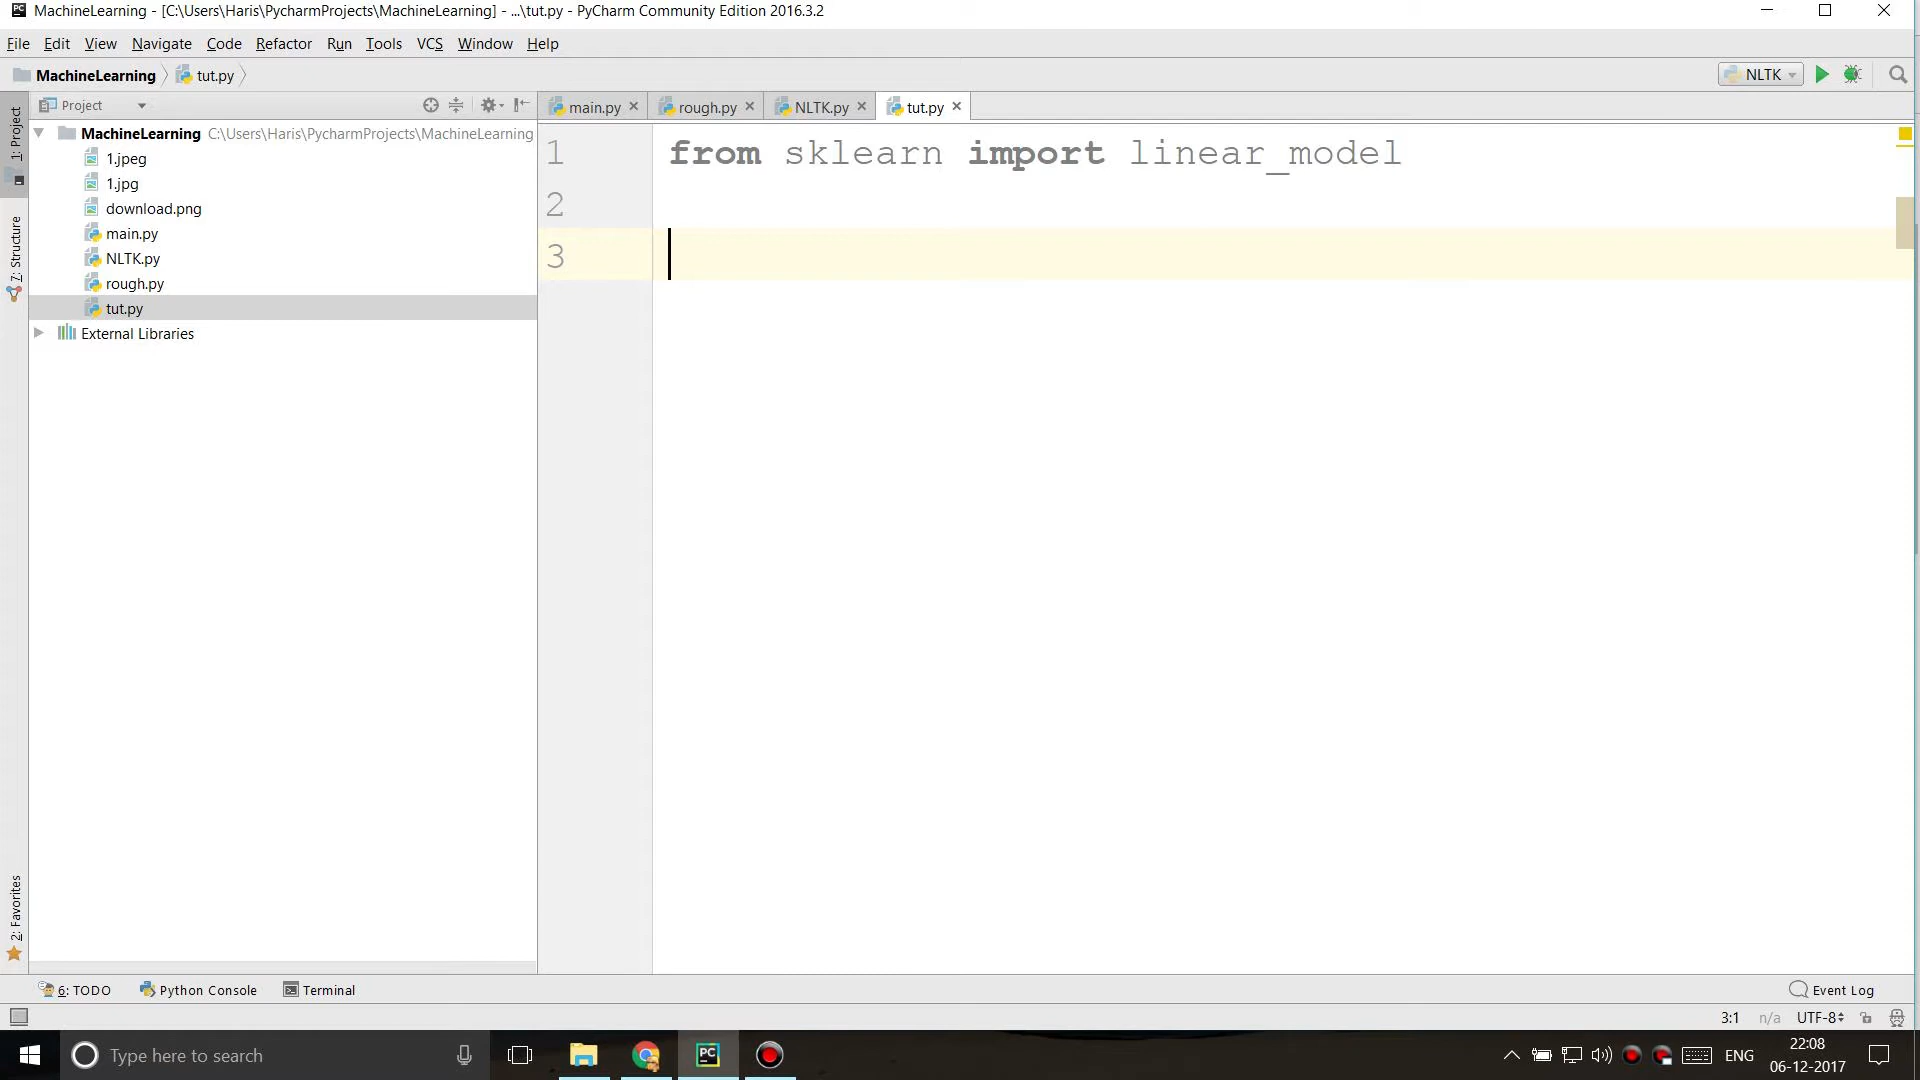 MachineLearning - [C:\Users\Haris\PycharmProjects\MachineLearning] - ...\tut.py - PyCharm Community Edition 2016.3.2
File Edit View Navigate Code Refactor Run Tools VCS Window Help
MachineLearning tut.py NLTK
1: Project
Project
main.py rough.py NLTK.py tut.py
MachineLearning C:\Users\Haris\PycharmProjects\MachineLearning
1.jpeg
1.jpg
download.png
main.py
NLTK.py
rough.py
tut.py
External Libraries
7: Structure
2: Favorites
1 from sklearn import linear_model
2
3
6: TODO Python Console Terminal Event Log
3:1 n/a UTF-8
PC
Type here to search
ENG
22:08
06-12-2017